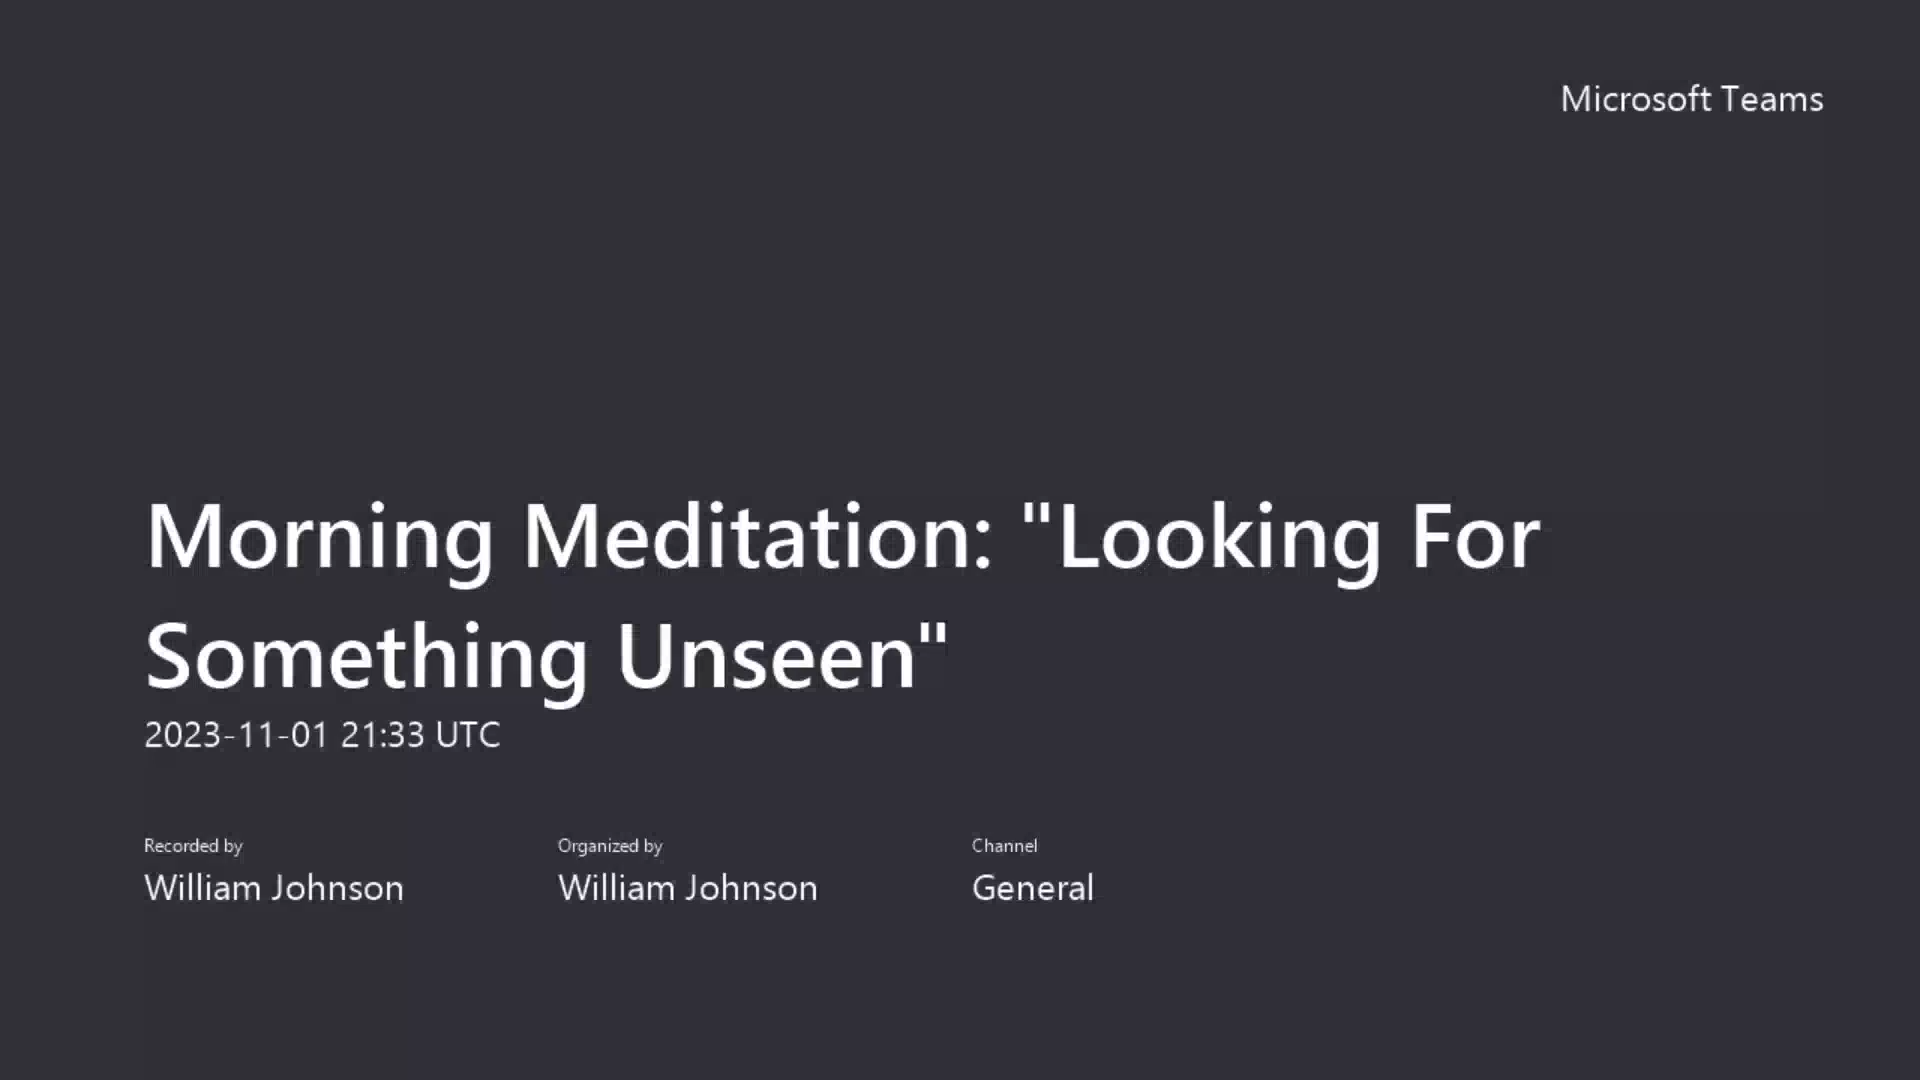 Microsoft Teams
Morning Meditation: "Looking For
Something Unseen"
2023-11-01 21:33 UTC
Recorded by
William Johnson
Organized by
William Johnson
Channel
General